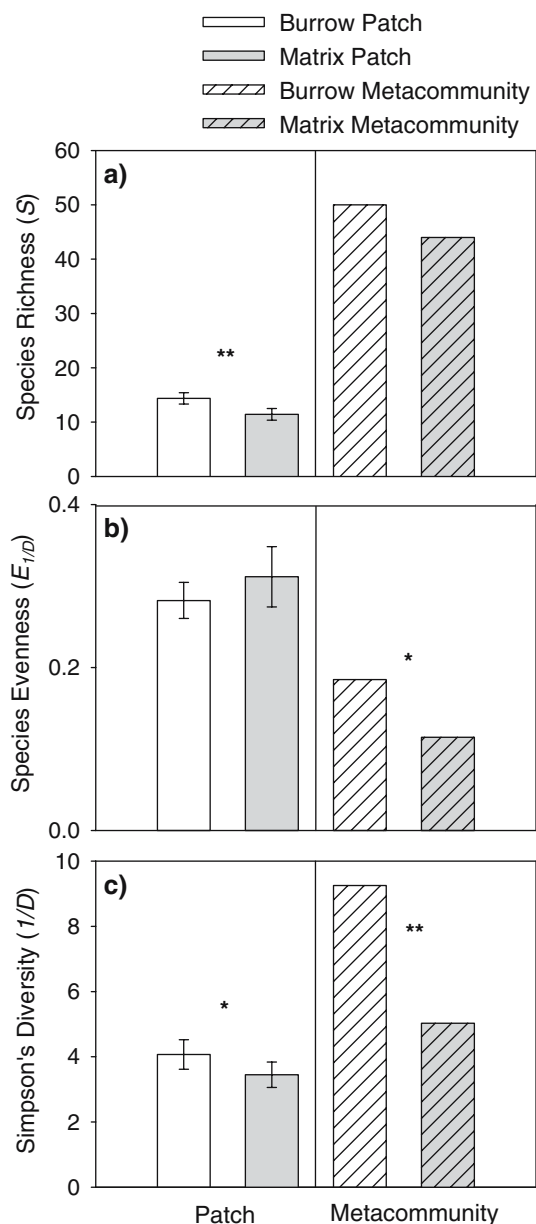 Burrow Patch
Matrix Patch
Burrow Metacommunity
Matrix Metacommunity
a)
Species Richness (S)
60
50
40
30
20
10
0
**
b)
Species Evenness (E1/D)
0.4
0.2
0.0
*
c)
Simpson's Diversity (1/D)
10
8
6
4
2
0
*
**
Patch Metacommunity